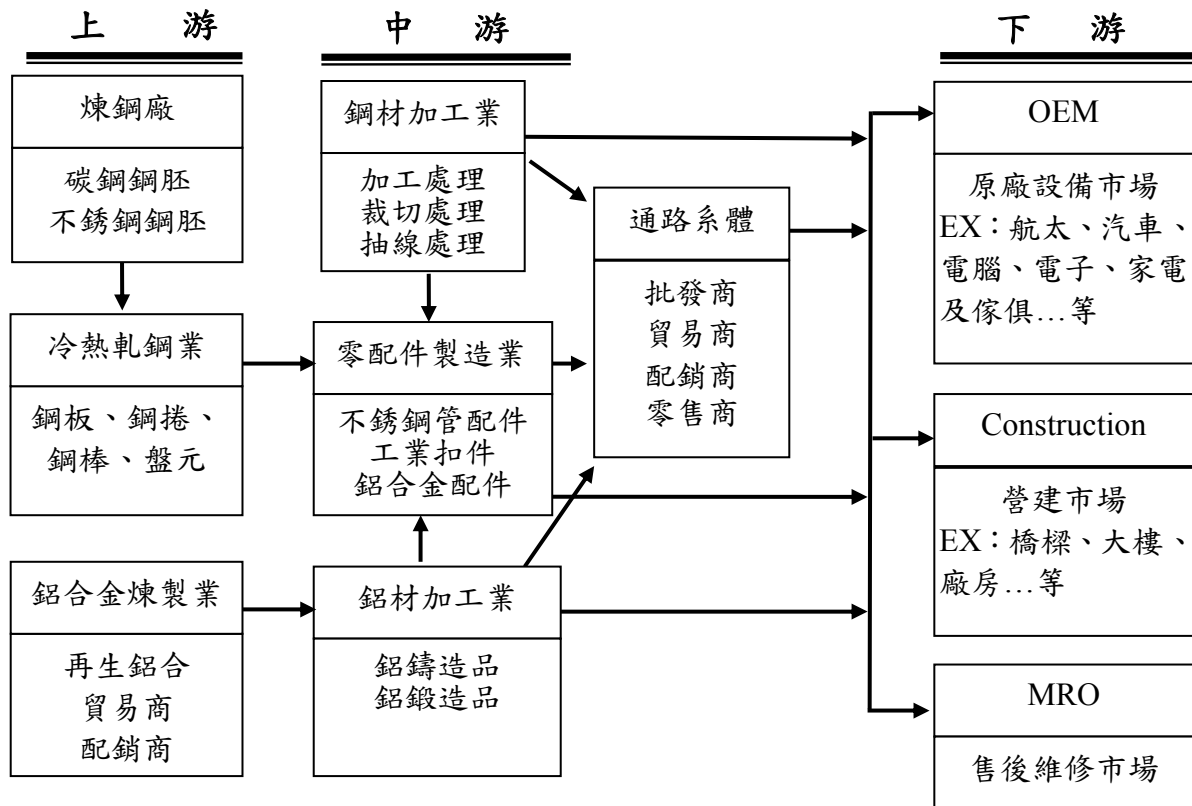 上 游
煉鋼廠
碳鋼鋼胚
不銹鋼鋼胚
冷熱軋鋼業
鋼板、鋼捲、
鋼棒、盤元
鋁合金煉製業
再生鋁合
貿易商
配銷商
中 游
鋼材加工業
加工處理
裁切處理
抽線處理
零配件製造業
不銹鋼管配件
工業扣件
鋁合金配件
鋁材加工業
鋁鑄造品
鋁鍛造品
通路系體
批發商
貿易商
配銷商
零售商
下 游
OEM
原廠設備市場
EX：航太、汽車、
電腦、電子、家電
及傢俱…等
Construction
營建市場
EX：橋樑、大樓、
廠房…等
MRO
售後維修市場